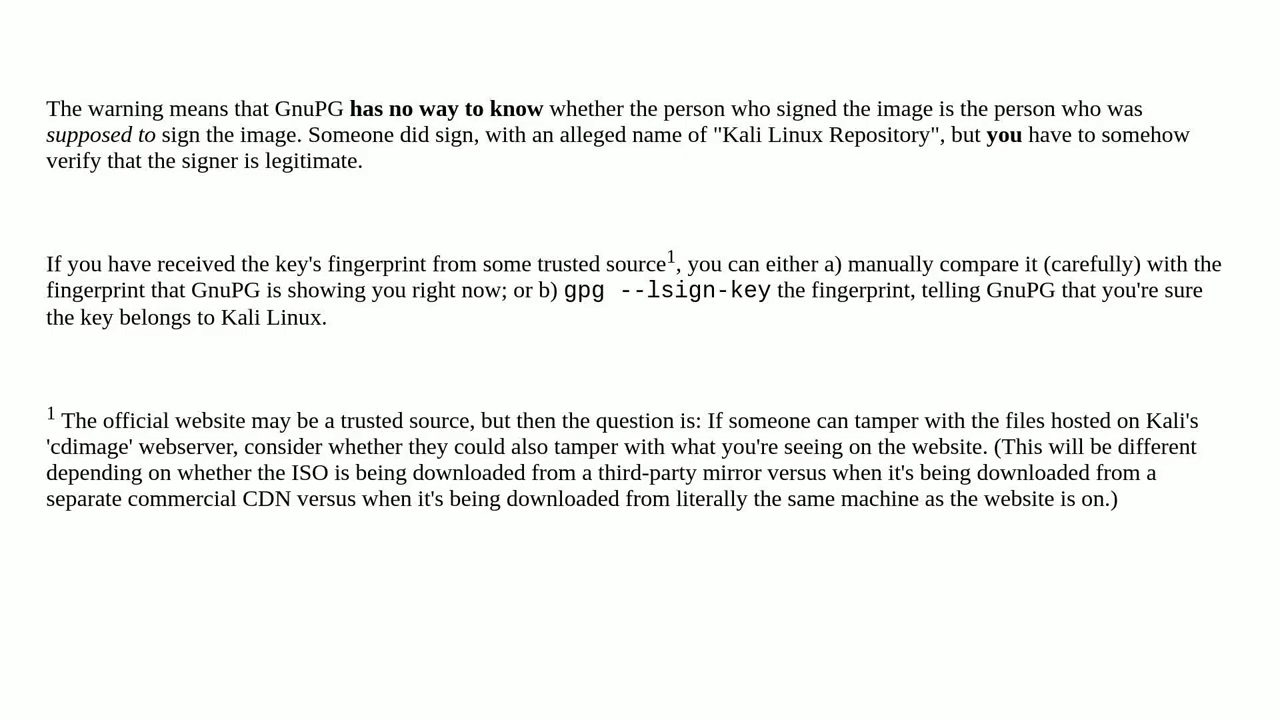 The warning means that GnuPG has no way to know whether the person who signed the image is the person who was
supposed to sign the image. Someone did sign, with an alleged name of "Kali Linux Repository", but you have to somehow
verify that the signer is legitimate.
If you have received the key's fingerprint from some trusted source1, you can either a) manually compare it (carefully) with the
fingerprint that GnuPG is showing you right now; or b) gpg --lsign-key the fingerprint, telling GnuPG that you're sure
the key belongs to Kali Linux.
1 The official website may be a trusted source, but then the question is: If someone can tamper with the files hosted on Kali's
'cdimage' webserver, consider whether they could also tamper with what you're seeing on the website. (This will be different
depending on whether the ISO is being downloaded from a third-party mirror versus when it's being downloaded from a
separate commercial CDN versus when it's being downloaded from literally the same machine as the website is on.)